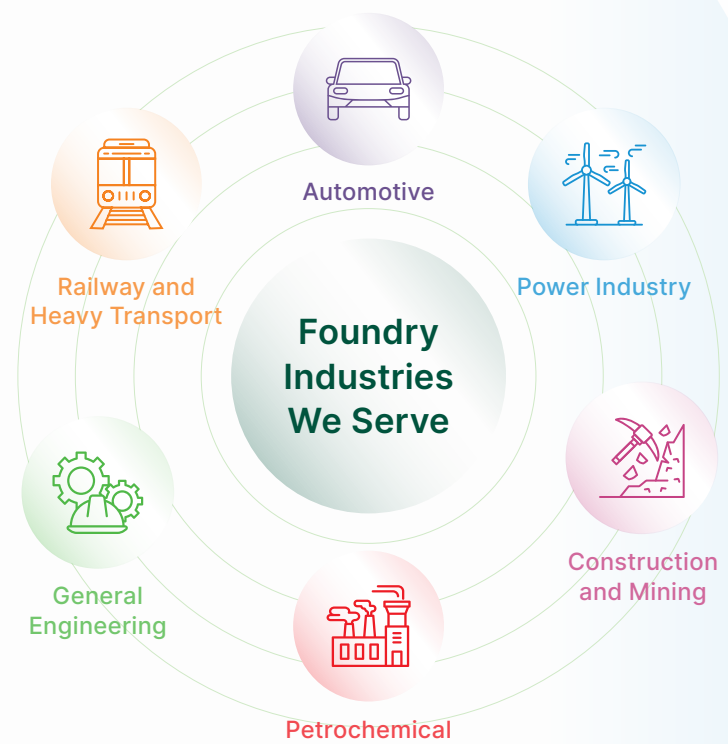 Automotive
Railway and
Heavy Transport
Power Industry
Foundry
Industries
We Serve
General
Engineering
Construction
and Mining
Petrochemical